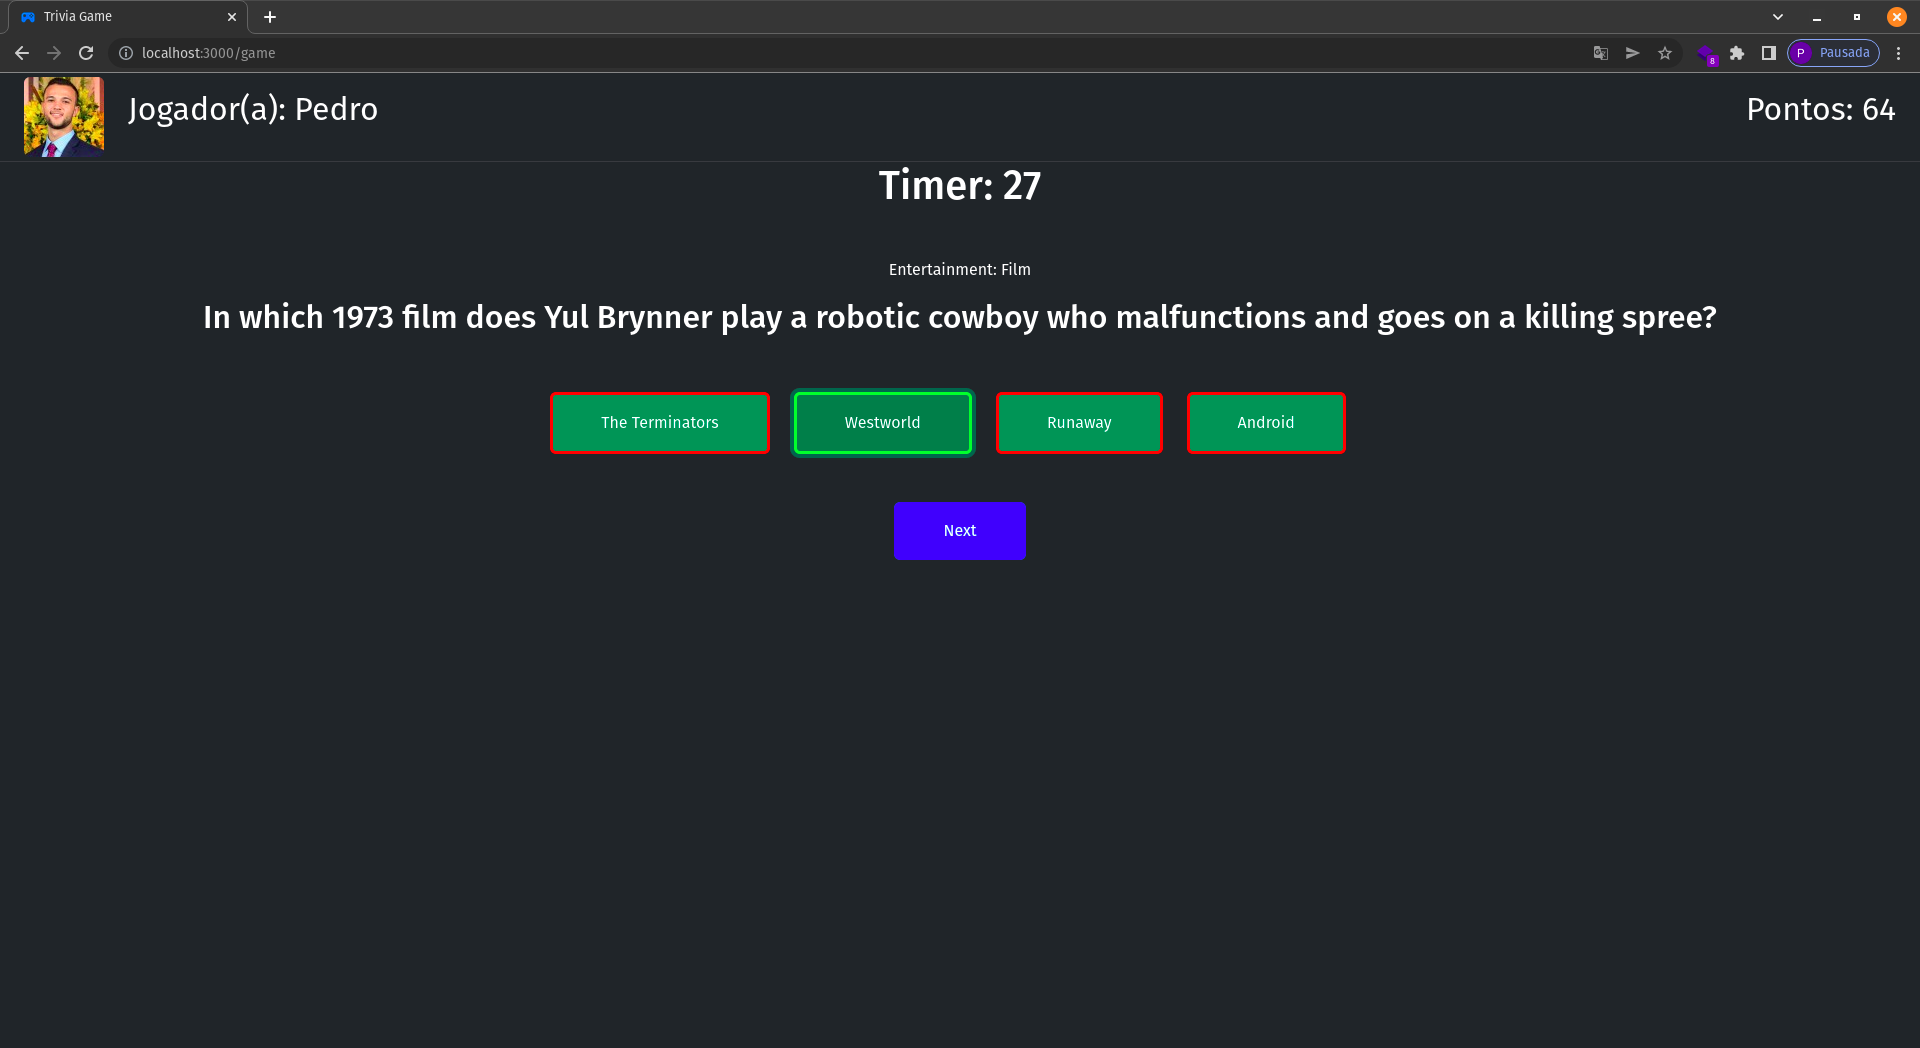 Trivia Game
localhost:3000/game
8
P
Pausada
Jogador(a): Pedro
Pontos: 64
Timer: 27
Entertainment: Film
In which 1973 film does Yul Brynner play a robotic cowboy who malfunctions and goes on a killing spree?
The Terminators
Westworld
Runaway
Android
Next